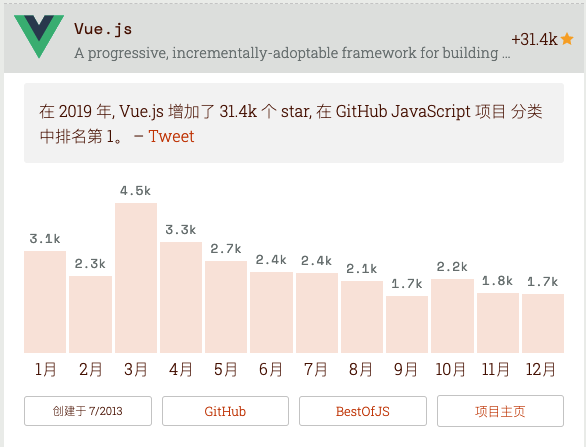 Vue.js
A progressive, incrementally-adoptable framework for building ...
+31.4k
在 2019 年, Vue.js 增加了 31.4k 个 star, 在 GitHub JavaScript 项目 分类
中排名第 1。 – Tweet
3.1k 2.3k 4.5k 3.3k 2.7k 2.4k 2.4k 2.1k 1.7k 2.2k 1.8k 1.7k
1月 2月 3月 4月 5月 6月 7月 8月 9月 10月 11月 12月
创建于 7/2013 GitHub BestOfJS 项目主页